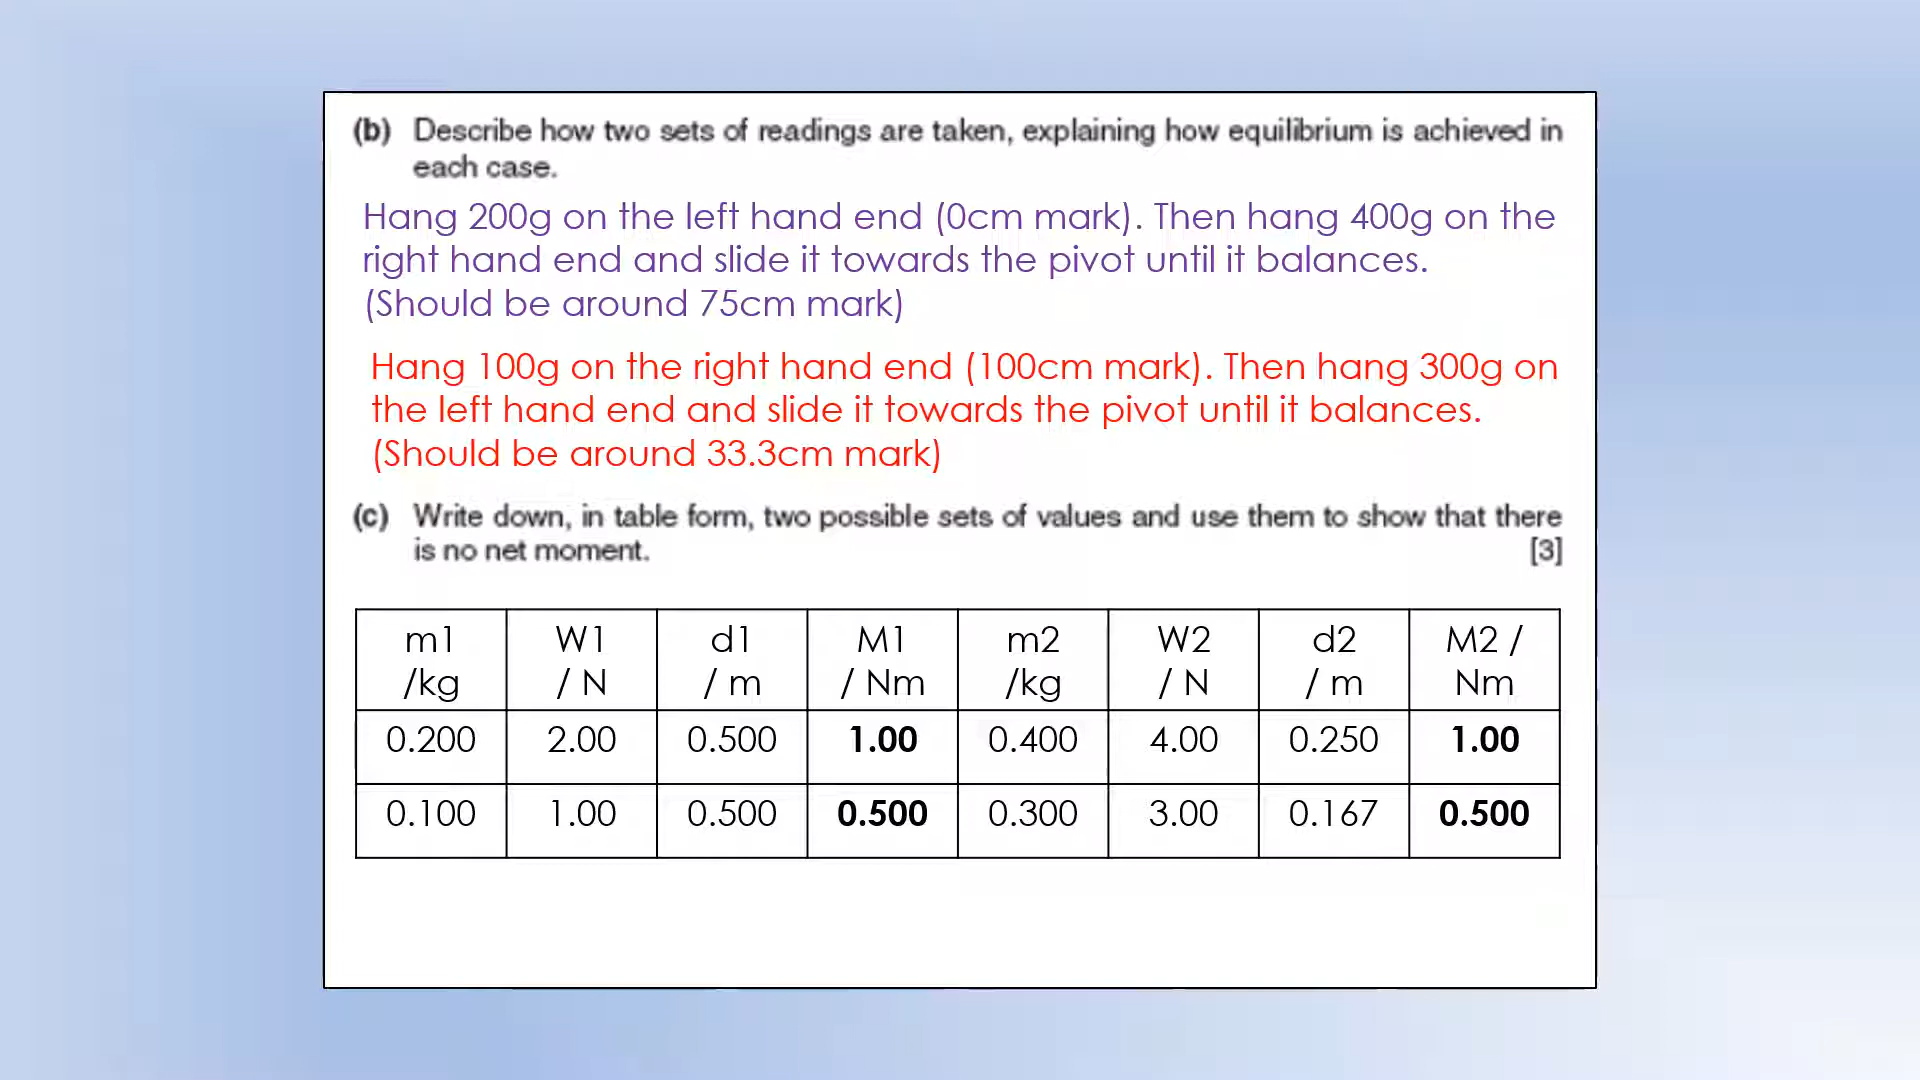 (b) Describe how two sets of readings are taken, explaining how equilibrium is achieved in
each case.
Hang 200g on the left hand end (0cm mark). Then hang 400g on the
right hand end and slide it towards the pivot until it balances.
(Should be around 75cm mark)
Hang 100g on the right hand end (100cm mark). Then hang 300g on
the left hand end and slide it towards the pivot until it balances.
(Should be around 33.3cm mark)
(c) Write down, in table form, two possible sets of values and use them to show that there
is no net moment. [3]
m1 W1 d1 M1 m2 W2 d2 M2 /
/kg / N / m / Nm /kg / N / m Nm
0.200 2.00 0.500 1.00 0.400 4.00 0.250 1.00
0.100 1.00 0.500 0.500 0.300 3.00 0.167 0.500